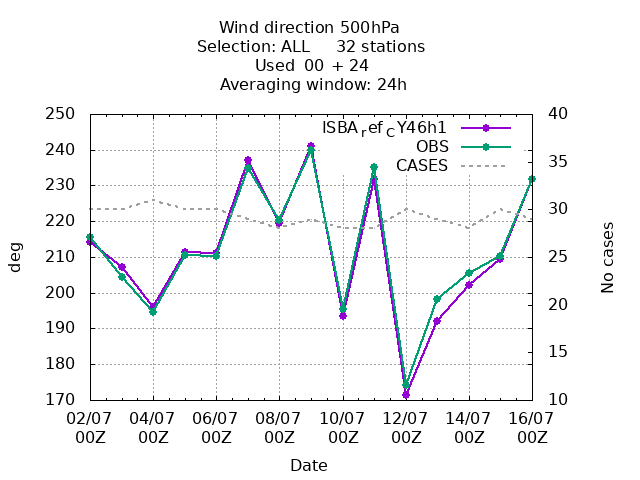 Wind direction 500hPa
Selection: ALL     32 stations
Used  00 + 24
Averaging window: 24h
250
240
230
220
210
200
190
180
170
deg
40
35
30
25
20
15
10
No cases
ISBA_ref_CY46h1
OBS
CASES
02/07 04/07 06/07 08/07 10/07 12/07 14/07 16/07
00Z 00Z 00Z 00Z 00Z 00Z 00Z 00Z
Date